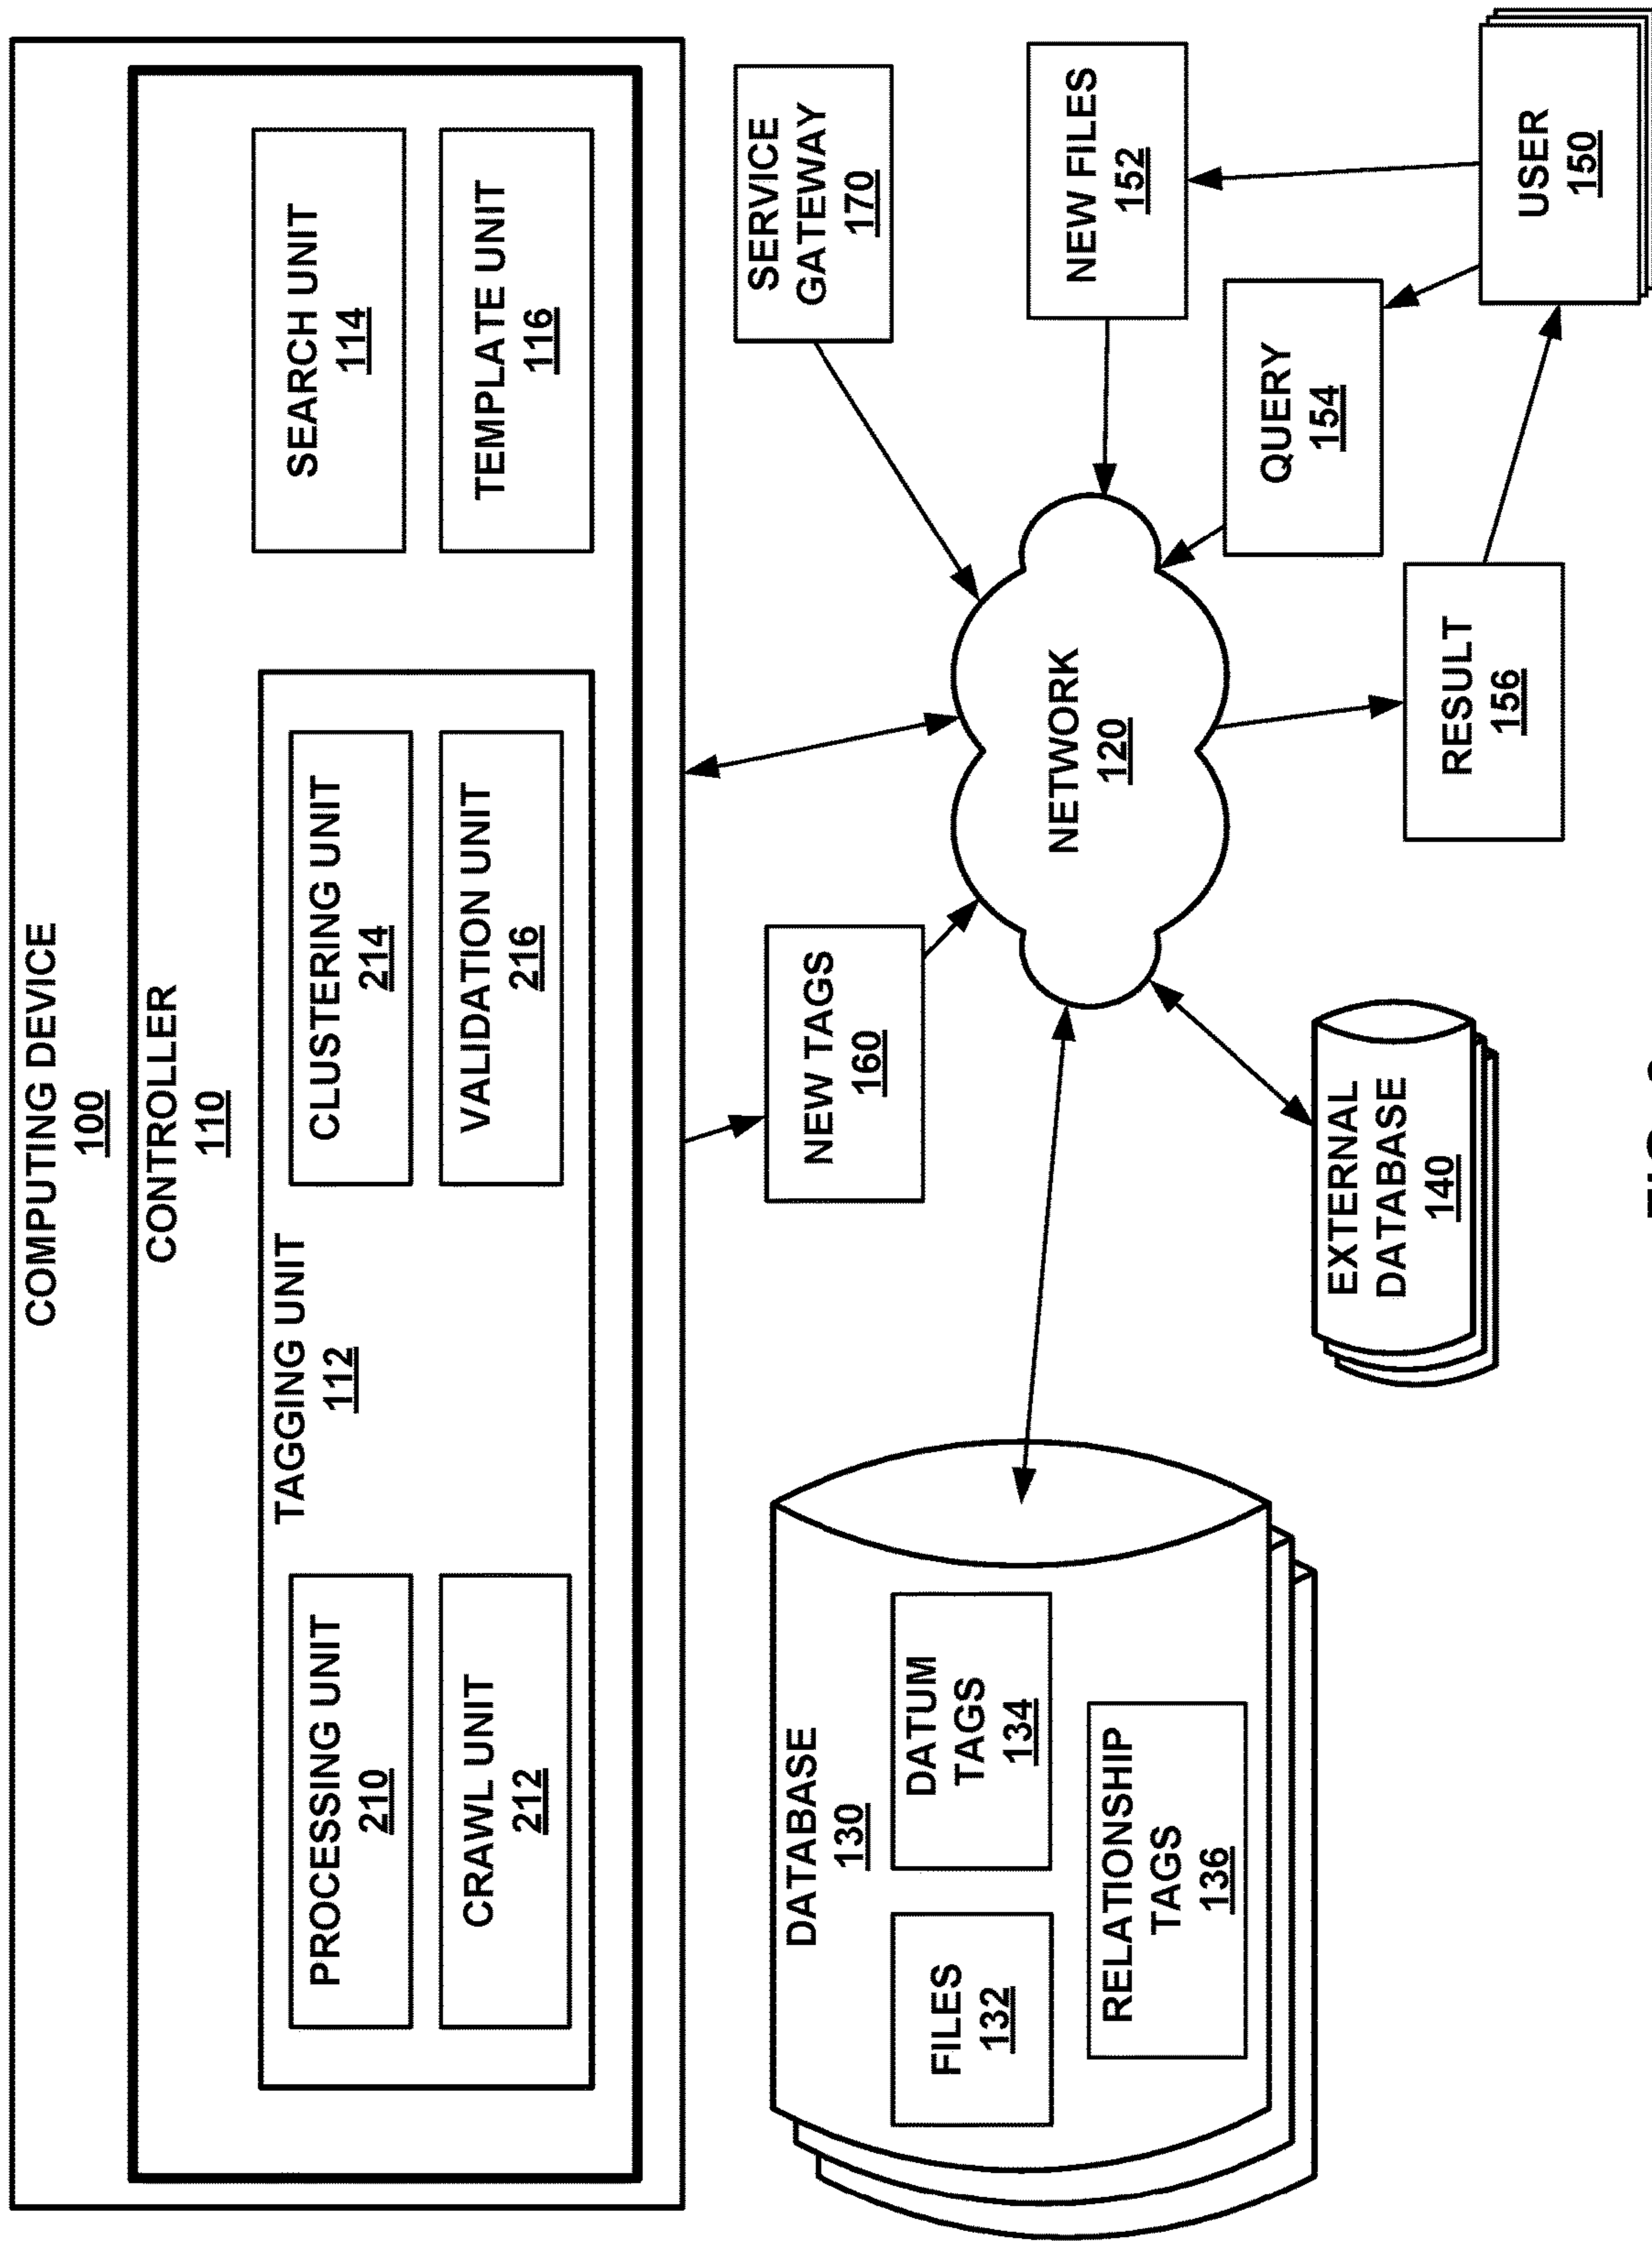 COMPUTING DEVICE
100
CONTROLLER
110
TAGGING UNIT
112
PROCESSING UNIT
210
CLUSTERING UNIT
214
CRAWL UNIT
212
VALIDATION UNIT
216
SEARCH UNIT
114
TEMPLATE UNIT
116
DATABASE
130
FILES
132
DATUM
TAGS
134
RELATIONSHIP
TAGS
136
NEW TAGS
160
SERVICE
GATEWAY
170
NETWORK
120
NEW FILES
152
EXTERNAL
DATABASE
140
QUERY
154
RESULT
156
USER
150